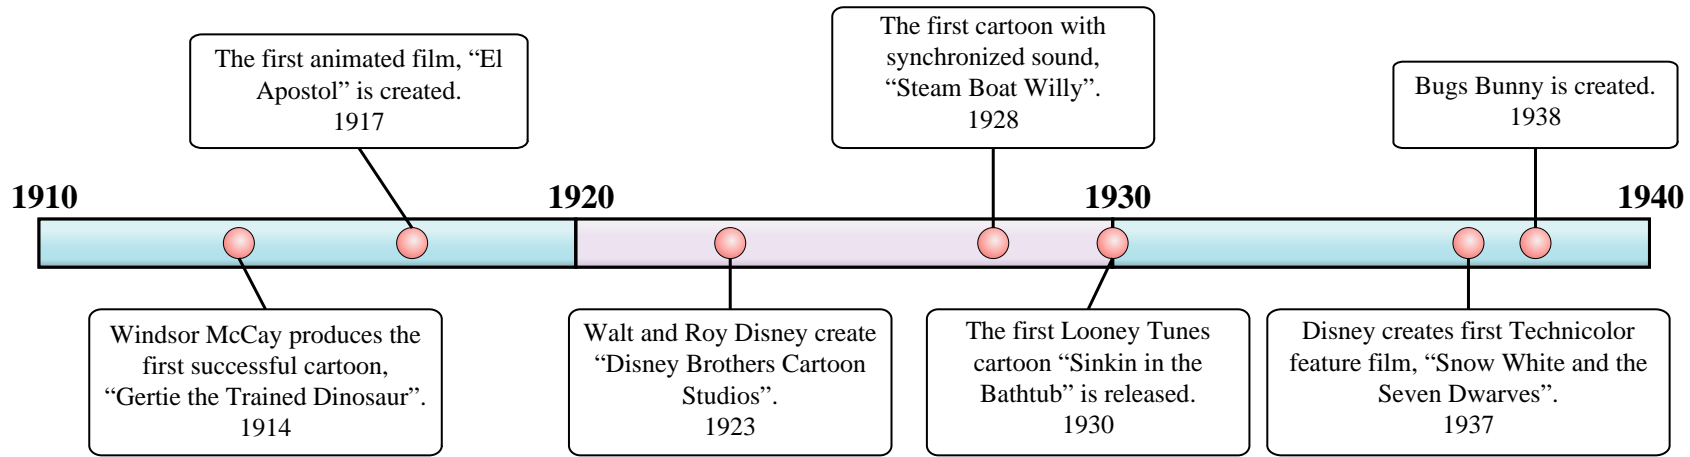 The first animated film, “El
Apostol” is created.
1917
The first cartoon with
synchronized sound,
“Steam Boat Willy”.
1928
Bugs Bunny is created.
1938
1910
1920
1930
1940
Windsor McCay produces the
first successful cartoon,
“Gertie the Trained Dinosaur”.
1914
Walt and Roy Disney create
“Disney Brothers Cartoon
Studios”.
1923
The first Looney Tunes
cartoon “Sinkin in the
Bathtub” is released.
1930
Disney creates first Technicolor
feature film, “Snow White and the
Seven Dwarves”.
1937